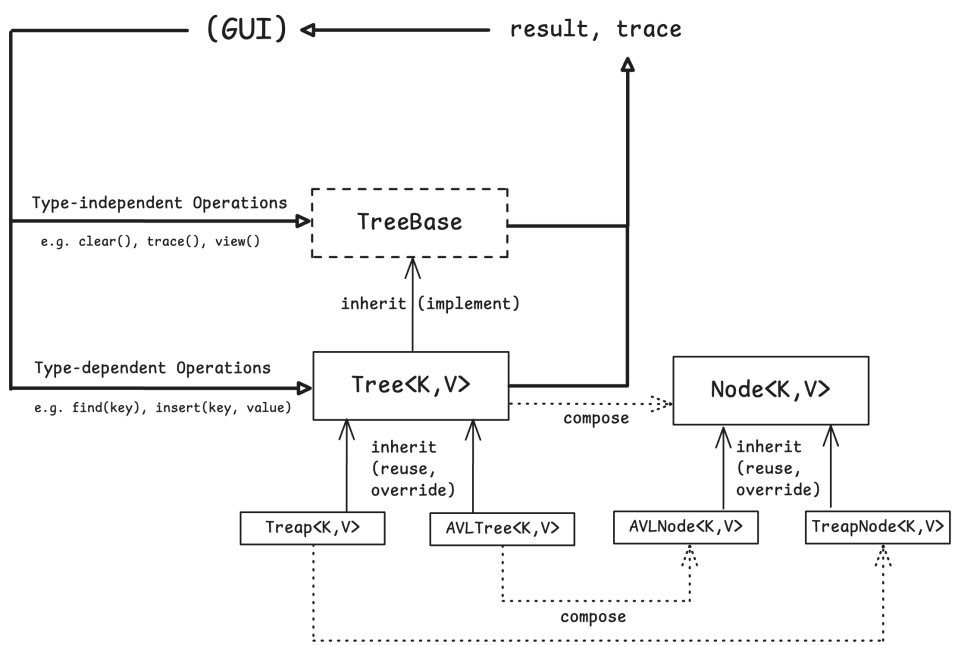 (GUI)
result, trace
Type-independent Operations
e.g. clear(), trace(), view()
TreeBase
inherit (implement)
Type-dependent Operations
e.g. find(key), insert(key, value)
Tree<K,V>
Node<K,V>
compose
inherit
(reuse,
override)
inherit
(reuse,
override)
Treap<K,V>
AVLTree<K,V>
AVLNode<K,V>
TreapNode<K,V>
compose